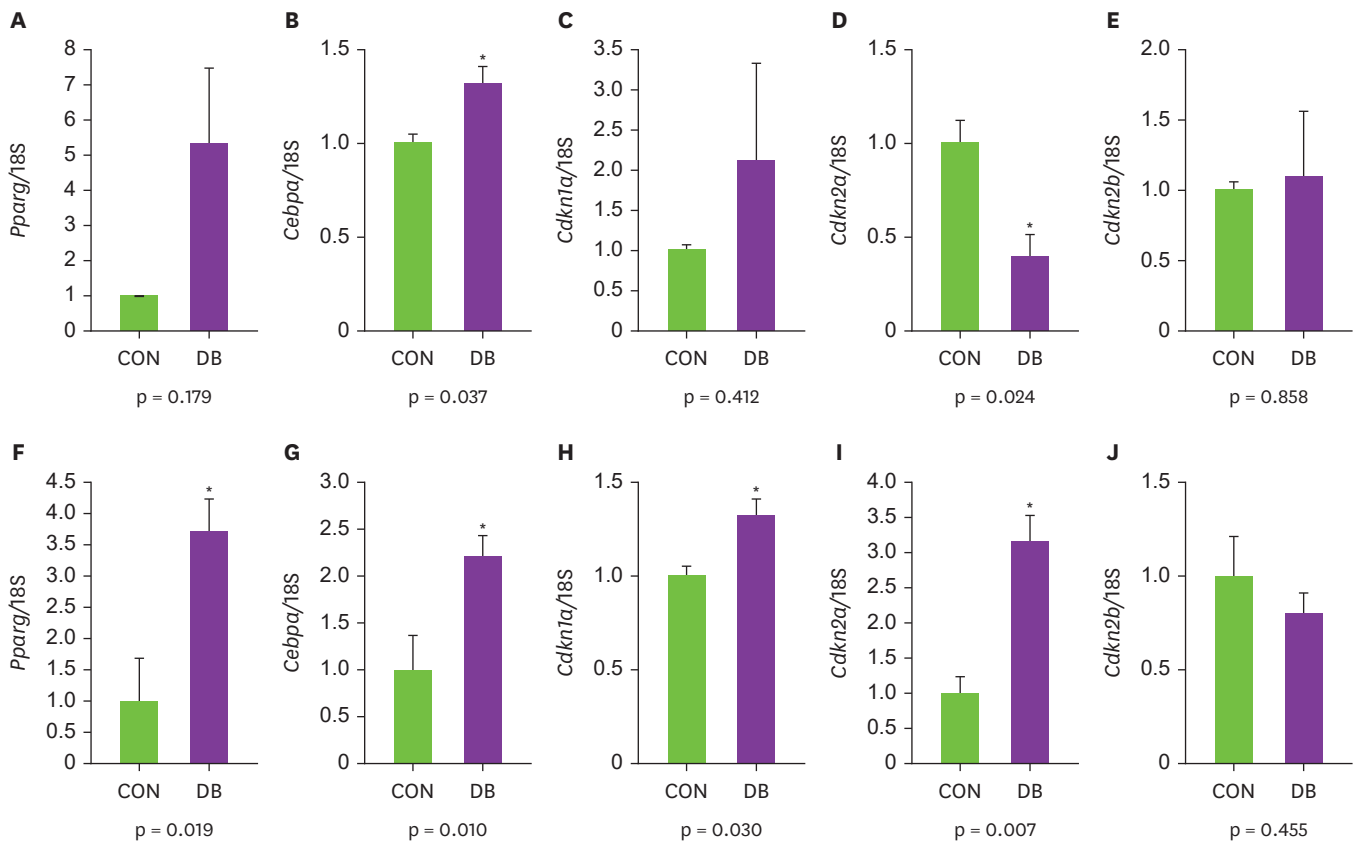 A
Pparg/18S
8
7
6
5
4
3
2
1
0
CON DB
p = 0.179
B
Cebpa/18S
1.5
1.0
0.5
0
*
CON DB
p = 0.037
C
Cdkn1a/18S
3.5
3.0
2.5
2.0
1.5
1.0
0.5
0
CON DB
p = 0.412
D
Cdkn2a/18S
1.5
1.0
0.5
0
*
CON DB
p = 0.024
E
Cdkn2b/18S
2.0
1.5
1.0
0.5
0
CON DB
p = 0.858
F
Pparg/18S
4.5
4.0
3.5
3.0
2.5
2.0
1.5
1.0
0.5
0
*
CON DB
p = 0.019
G
Cebpa/18S
3.0
2.5
2.0
1.5
1.0
0.5
0
*
CON DB
p = 0.010
H
Cdkn1a/18S
1.5
1.0
0.5
0
*
CON DB
p = 0.030
I
Cdkn2a/18S
4.0
3.5
3.0
2.5
2.0
1.5
1.0
0.5
0
*
CON DB
p = 0.007
J
Cdkn2b/18S
1.5
1.0
0.5
0
CON DB
p = 0.455